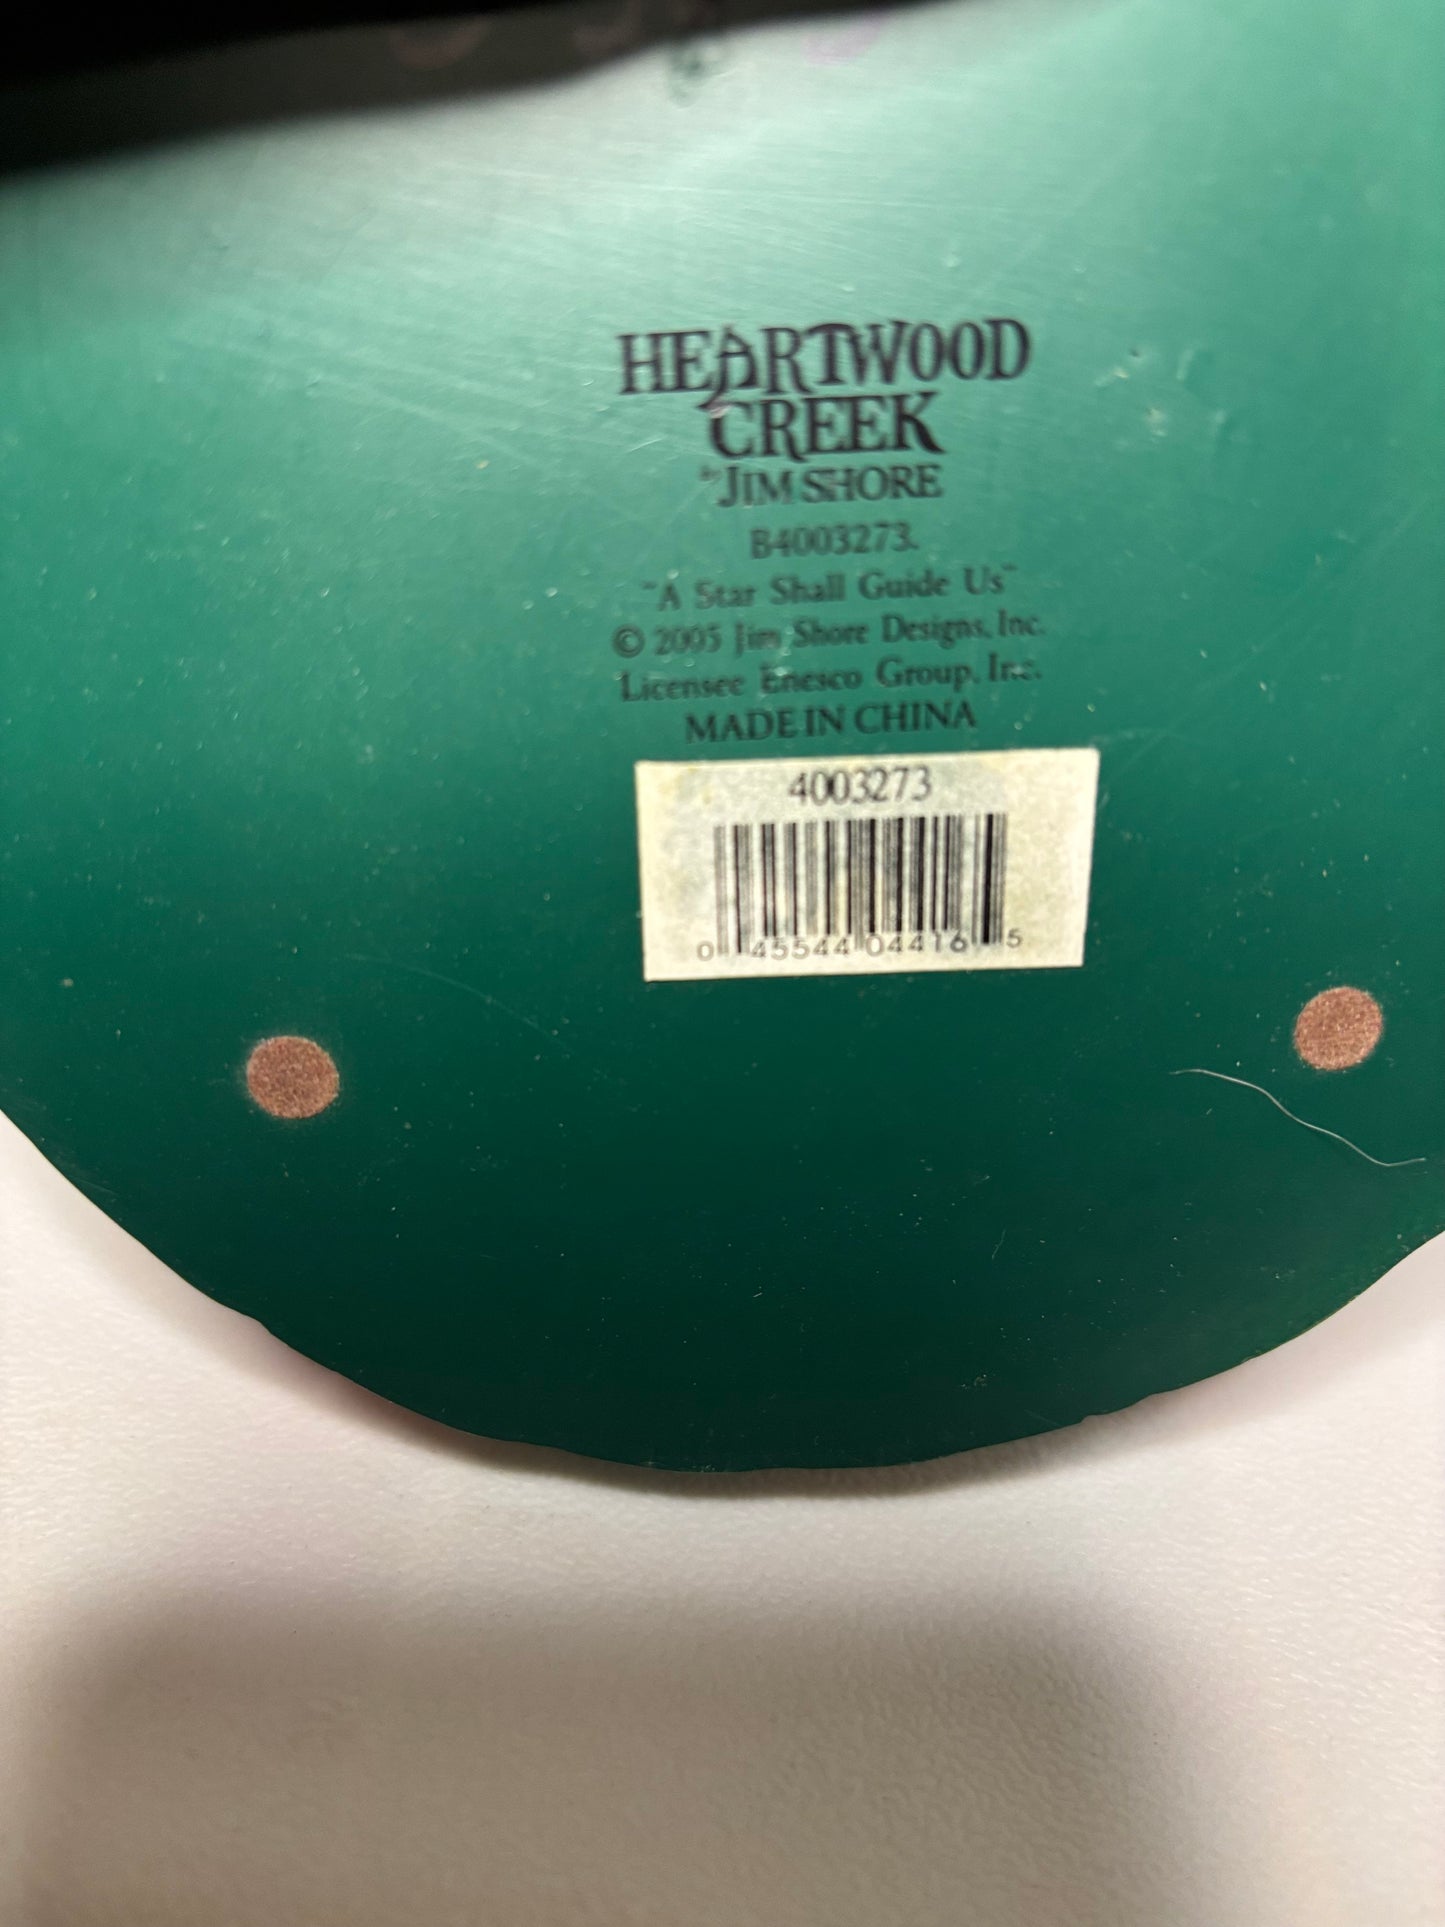 HEARTWOOD
CREEK
by JIM SHORE
B4003273.
"A Star Shall Guide Us"
© 2005 Jim Shore Designs, Inc.
Licensee Enesco Group, Inc.
MADE IN CHINA
4003273
0 45544 04416 5